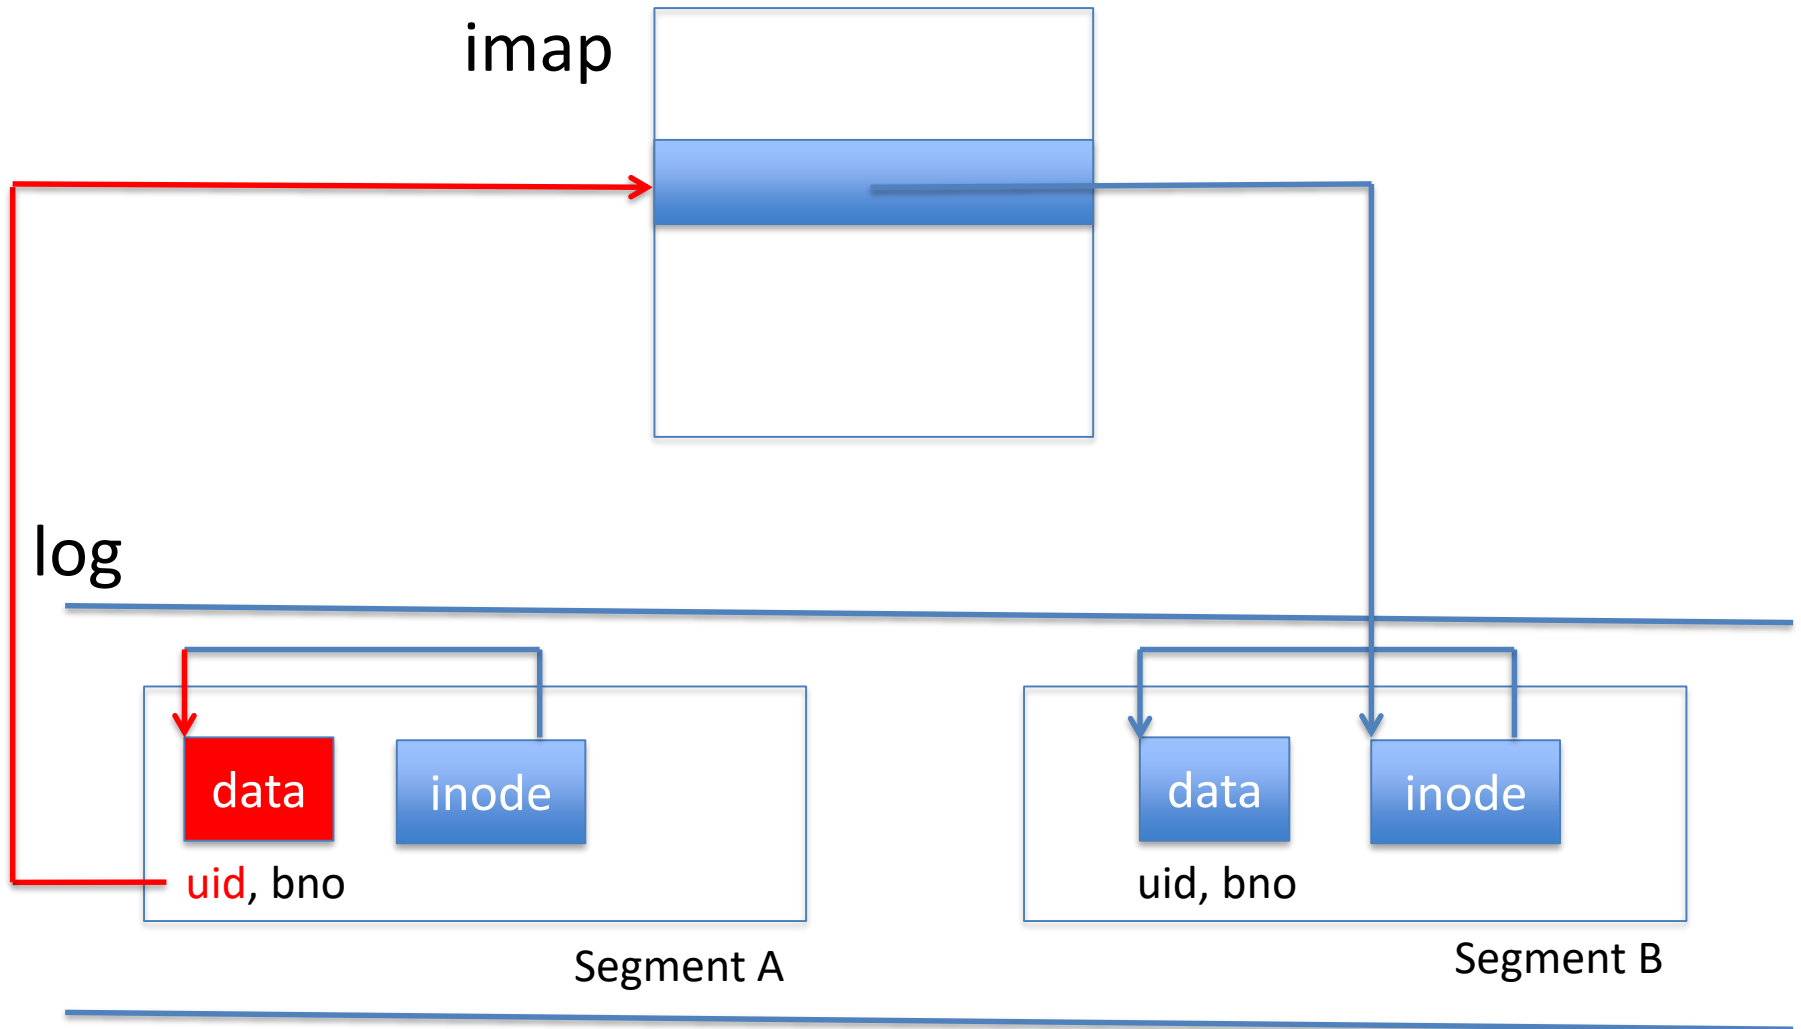 imap
log
data
inode
data
inode
uid, bno
uid, bno
Segment A
Segment B